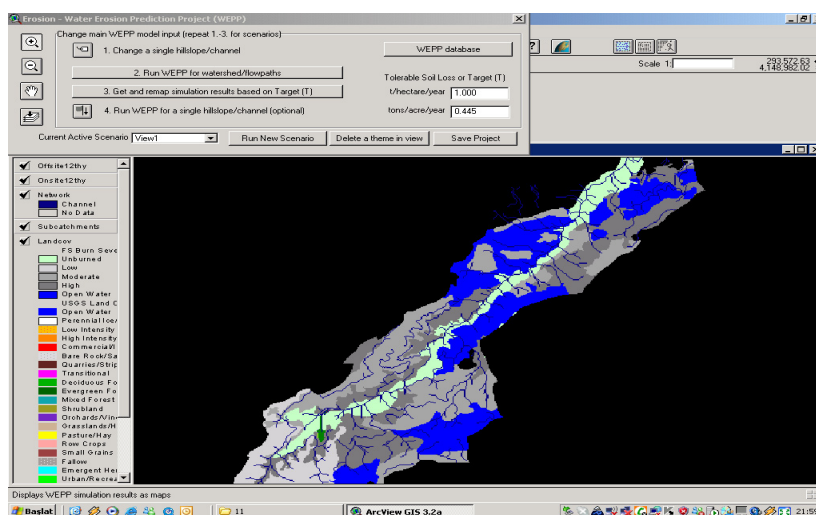 Erosion - Water Erosion Prediction Project (WEPP)
Change main WEPP model input (repeat 1.-3. for scenarios)
1. Change a single hillslope/channel
WEPP database
2. Run WEPP for watershed/flowpaths
Tolerable Soil Loss or Target (T)
3. Get and remap simulation results based on Target (T)
t/hectare/year 1.000
4. Run WEPP for a single hillslope/channel (optional)
tons/acre/year 0.445
Current Active Scenario View1
Run New Scenario
Delete a theme in view
Save Project
Scale 1:
293,572.63
4,148,982.02
Offsite12thy
Onsite12thy
Network
Channel
No Data
Subcatchments
Landcov
FS Burn Seve
Unburned
Low
Moderate
High
Open Water
USGS Land C
Open Water
Perennial Ice/
Low Intensity
High Intensity
Commercial/I
Bare Rock/Sa
Quarries/Strip
Transitional
Deciduous Fo
Evergreen Fo
Mixed Forest
Shrubland
Orchards/Vin
Grasslands/H
Pasture/Hay
Row Crops
Small Grains
Fallow
Emergent Her
Urban/Recrea
Displays WEPP simulation results as maps
Başlat
11
ArcView GIS 3.2a
21:59